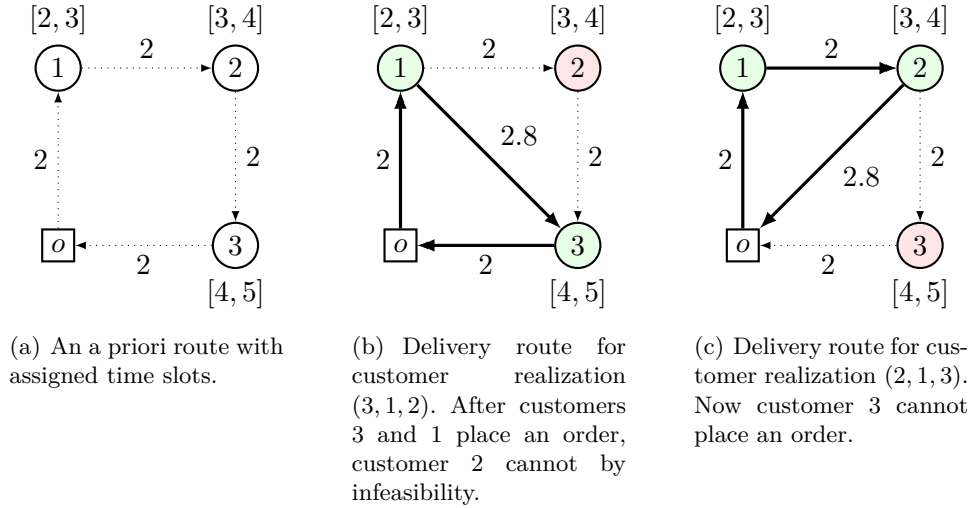 [2, 3] [3, 4] [2, 3] [3, 4] [2, 3] [3, 4]
1 2 2 1 2 2 1 2 2
2 2 2 2.8 2 2 2.8 2
o 2 3 o 2 3 o 2 3
[4, 5] [4, 5] [4, 5]
(a) An a priori route with
assigned time slots.
(b) Delivery route for
customer realization
(3, 1, 2). After customers
3 and 1 place an order,
customer 2 cannot by
infeasibility.
(c) Delivery route for cus-
tomer realization (2, 1, 3).
Now customer 3 cannot
place an order.